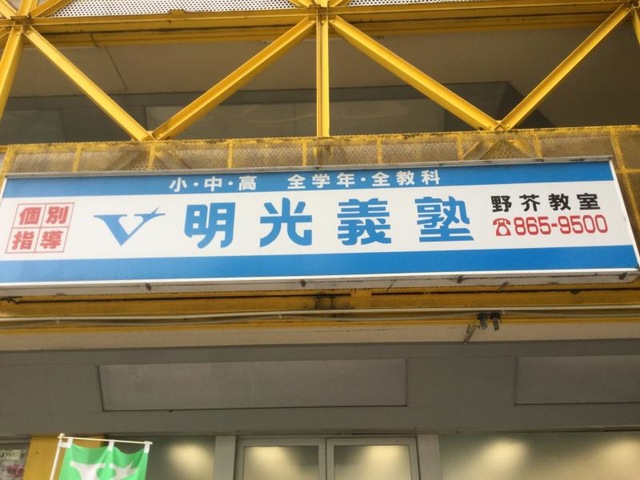 小・中・高 全学年・全教科
個別
指導
明光義塾
野芥教室
☎865-9500